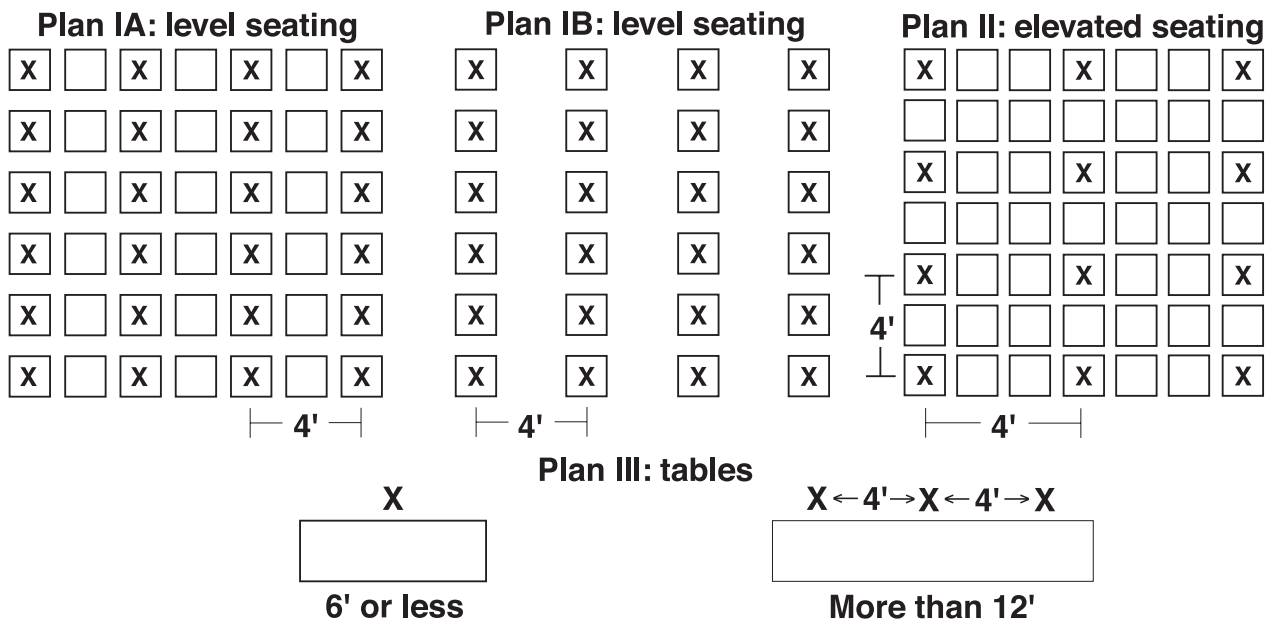 Plan IA: level seating
Plan IB: level seating
Plan II: elevated seating
X X X X
X X X X
X X X
X X X X
X X X X
X X X X
X X X X
X X X
X X X X
X X X X
X X X
X X X X
X X X X
4'
X X X X
X X X X
X X X
4'
4'
4'
Plan III: tables
X
X ←4'→ X ←4'→ X
6' or less
More than 12'